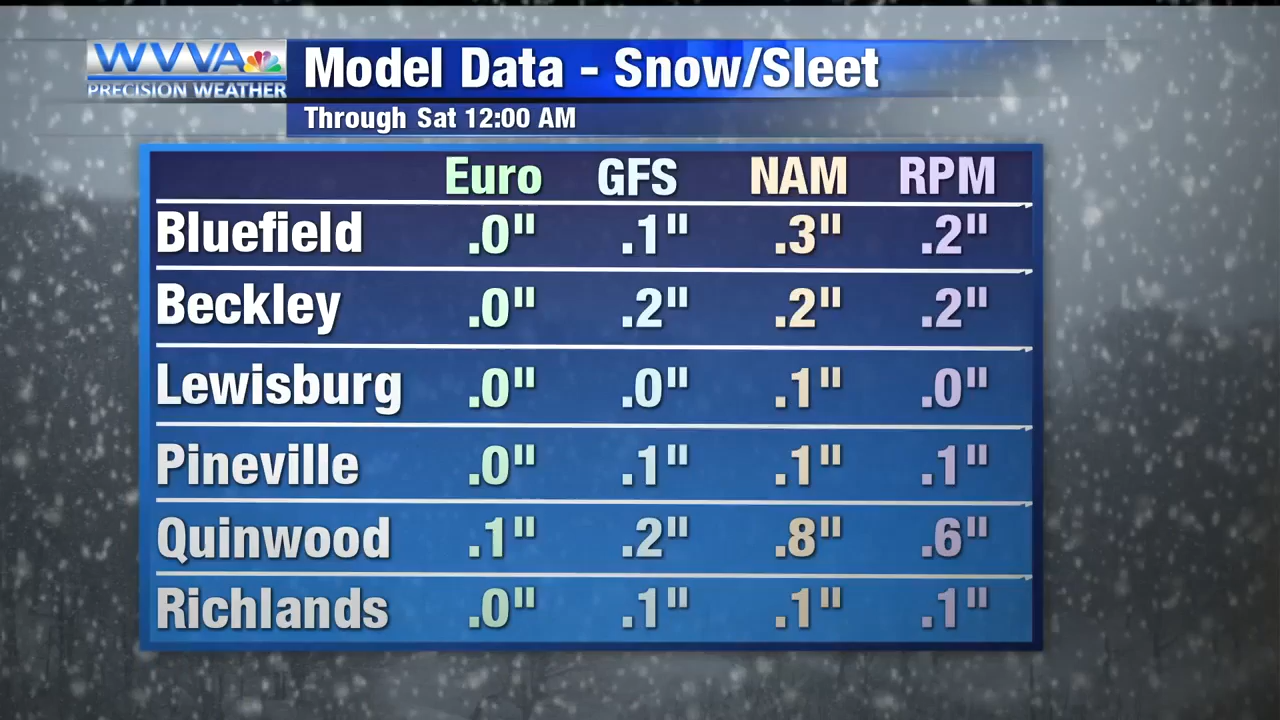 WVVA
PRECISION WEATHER
Model Data - Snow/Sleet
Through Sat 12:00 AM
Euro GFS NAM RPM
Bluefield .0" .1" .3" .2"
Beckley .0" .2" .2" .2"
Lewisburg .0" .0" .1" .0"
Pineville .0" .1" .1" .1"
Quinwood .1" .2" .8" .6"
Richlands .0" .1" .1" .1"